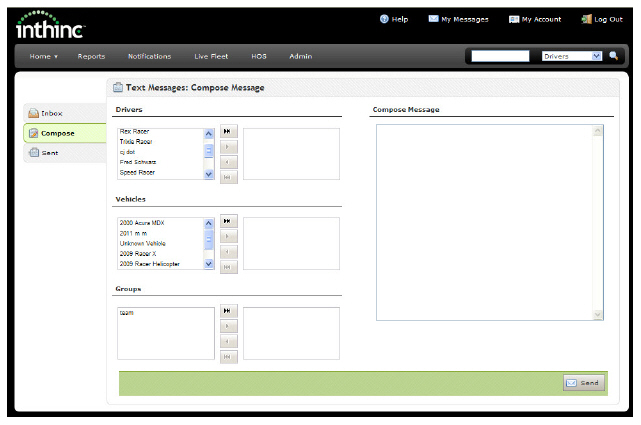 inthinc
Help
My Messages
My Account
Log Out
Home
Reports
Notifications
Live Fleet
HOS
Admin
Drivers
Text Messages: Compose Message
Inbox
Compose
Sent
Drivers
Rex Racer
Trixie Racer
cj dot
Fred Schwatz
Speed Racer
Vehicles
2000 Acura MDX
2011 m m
Unknown Vehicle
2009 Racer X
2009 Racer Helicopter
Groups
team
Compose Message
Send